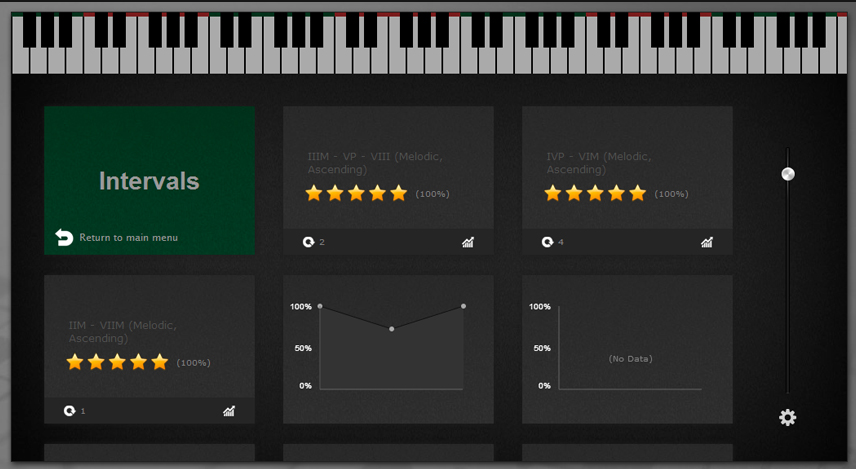 Intervals
Return to main menu
IIIM - VP - VIII (Melodic,
Ascending)
(100%)
2
IVP - VIM (Melodic,
Ascending)
(100%)
4
IIM - VIIM (Melodic,
Ascending)
(100%)
1
100%
50%
0%
100%
50%
0%
(No Data)